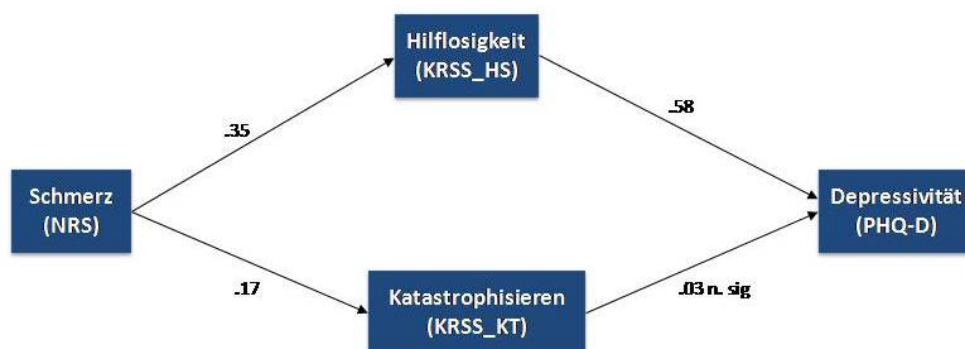 Hilflosigkeit
(KRSS_HS)
.35
.58
Schmerz
(NRS)
Depressivität
(PHQ-D)
.17
Katastrophisieren
(KRSS_KT)
.03 n. sig